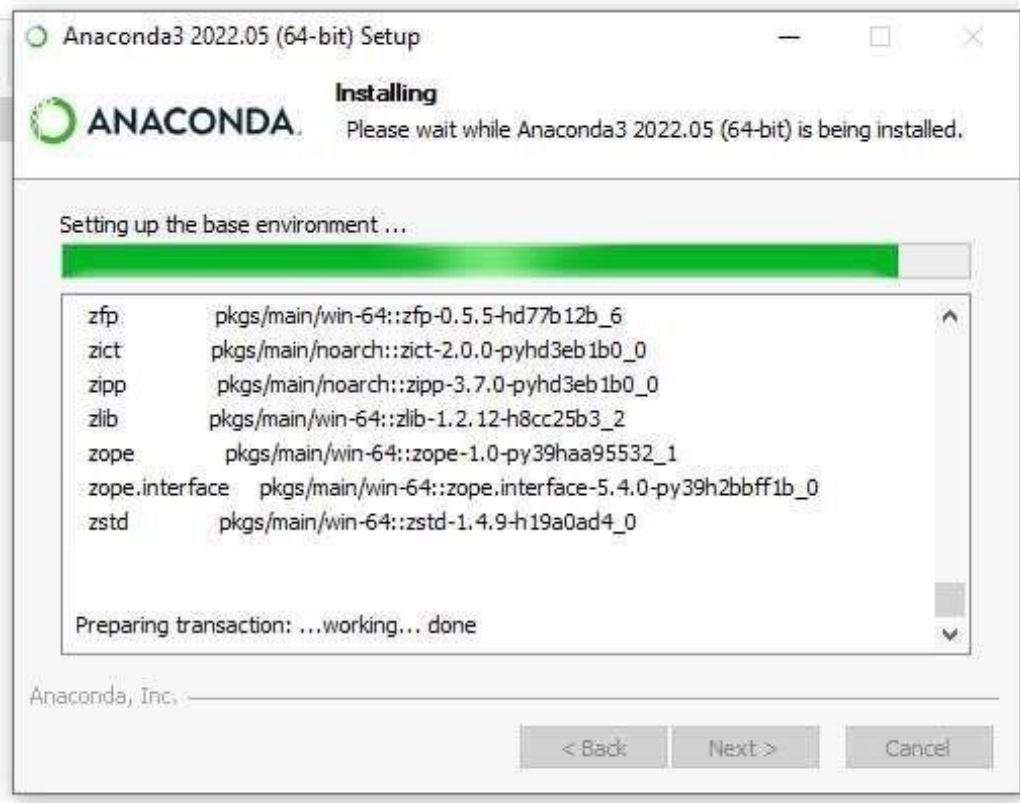 Anaconda3 2022.05 (64-bit) Setup
ANACONDA.
Installing
Please wait while Anaconda3 2022.05 (64-bit) is being installed.
Setting up the base environment ...
zfp pkgs/main/win-64::zfp-0.5.5-hd77b12b_6
zict pkgs/main/noarch::zict-2.0.0-pyhd3eb1b0_0
zipp pkgs/main/noarch::zipp-3.7.0-pyhd3eb1b0_0
zlib pkgs/main/win-64::zlib-1.2.12-h8cc25b3_2
zope pkgs/main/win-64::zope-1.0-py39haa95532_1
zope.interface pkgs/main/win-64::zope.interface-5.4.0-py39h2bbff1b_0
zstd pkgs/main/win-64::zstd-1.4.9-h19a0ad4_0
Preparing transaction: ...working... done
Anaconda, Inc.
< Back Next > Cancel